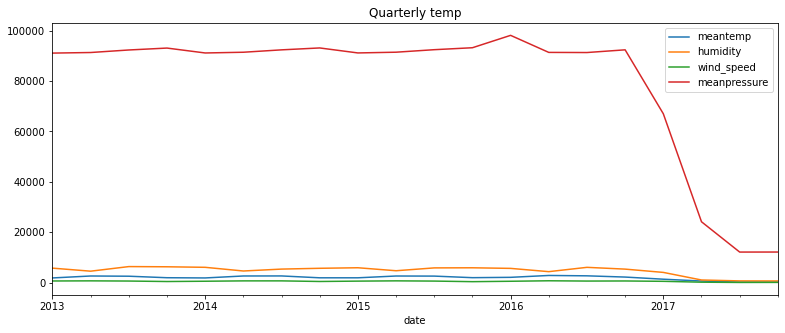 Quarterly temp
100000
80000
60000
40000
20000
0
meantemp
humidity
wind_speed
meanpressure
2013 2014 2015 2016 2017
date